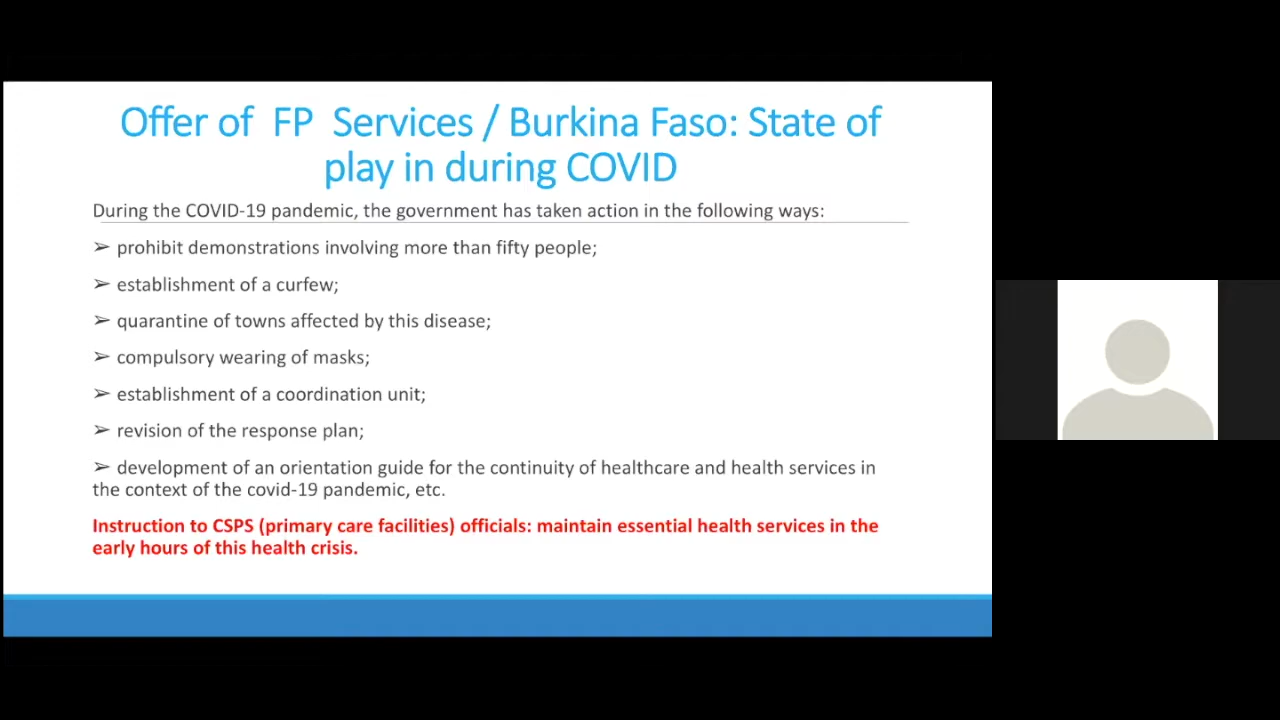 Offer of FP Services / Burkina Faso: State of
play in during COVID
During the COVID-19 pandemic, the government has taken action in the following ways:
➢ prohibit demonstrations involving more than fifty people;
➢ establishment of a curfew;
➢ quarantine of towns affected by this disease;
➢ compulsory wearing of masks;
➢ establishment of a coordination unit;
➢ revision of the response plan;
➢ development of an orientation guide for the continuity of healthcare and health services in
the context of the covid-19 pandemic, etc.
Instruction to CSPS (primary care facilities) officials: maintain essential health services in the
early hours of this health crisis.